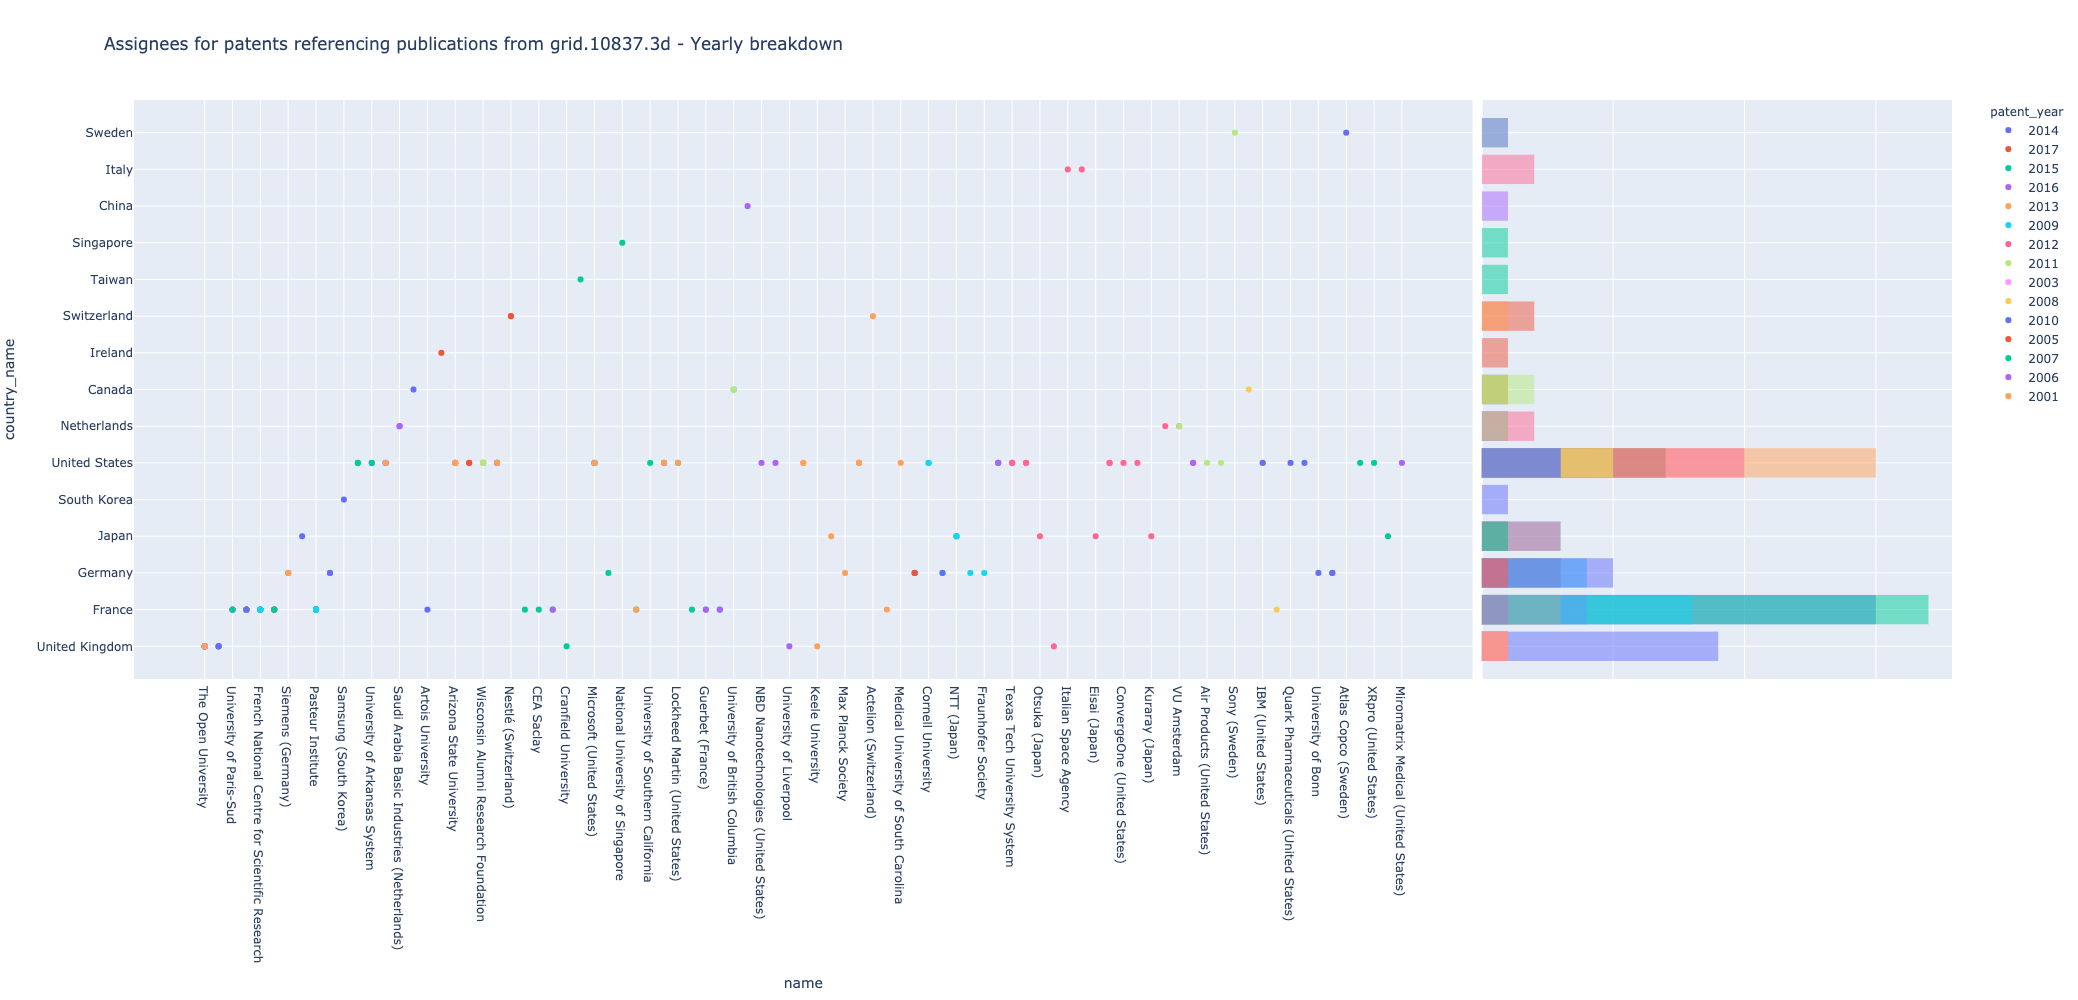 Assignees for patents referencing publications from grid.10837.3d - Yearly breakdown
patent_year
2014
2017
2015
2016
2013
2009
2012
2011
2003
2008
2010
2005
2007
2006
2001
country_name
Sweden
Italy
China
Singapore
Taiwan
Switzerland
Ireland
Canada
Netherlands
United States
South Korea
Japan
Germany
France
United Kingdom
The Open University
University of Paris-Sud
French National Centre for Scientific Research
Siemens (Germany)
Pasteur Institute
Samsung (South Korea)
University of Arkansas System
Saudi Arabia Basic Industries (Netherlands)
Artois University
Arizona State University
Wisconsin Alumni Research Foundation
Nestlé (Switzerland)
CEA Saclay
Cranfield University
Microsoft (United States)
National University of Singapore
University of Southern California
Lockheed Martin (United States)
Guerbet (France)
University of British Columbia
NBD Nanotechnologies (United States)
University of Liverpool
Keele University
Max Planck Society
Actelion (Switzerland)
Medical University of South Carolina
Cornell University
NTT (Japan)
Fraunhofer Society
Texas Tech University System
Otsuka (Japan)
Italian Space Agency
Eisai (Japan)
ConvergeOne (United States)
Kuraray (Japan)
VU Amsterdam
Air Products (United States)
Sony (Sweden)
IBM (United States)
Quark Pharmaceuticals (United States)
University of Bonn
Atlas Copco (Sweden)
XRpro (United States)
Miromatrix Medical (United States)
name